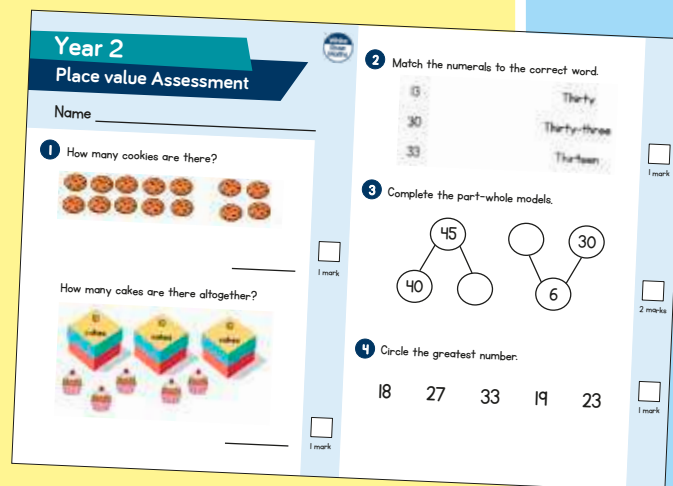 Year 2
Place value Assessment
Name
1 How many cookies are there?
1 mark
How many cakes are there altogether?
10 cakes
10 cakes
10 cakes
1 mark
2 Match the numerals to the correct word.
13 Thirty
30 Thirty-three
33 Thirteen
1 mark
3 Complete the part-whole models.
45
30
40
6
2 marks
4 Circle the greatest number.
18 27 33 19 23
1 mark